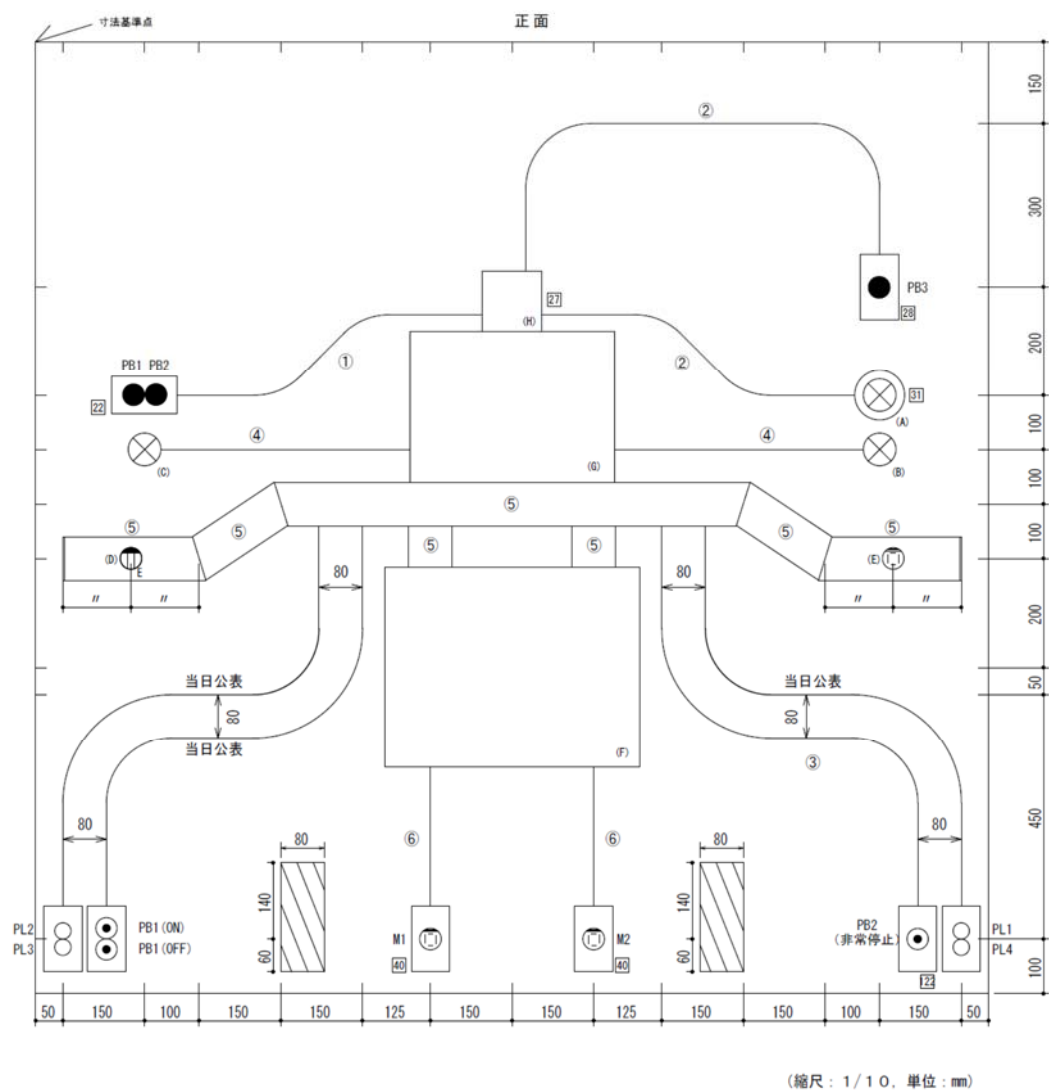 寸法基準点
正面
150
②
300
PB3
28
27
(H)
200
PB1 PB2
①
②
22
31
(A)
100
④
④
(C)
(G)
(B)
100
⑤
⑤
⑤
⑤
⑤
100
(D)
E
⑤
⑤
(E)
80
80
〃
〃
〃
〃
200
当日公表
当日公表
50
80
80
当日公表
(F)
③
80
80
450
⑥
⑥
80
80
140
140
PL2
PB1(ON)
PL3
PB1(OFF)
M1
M2
PB2
(非常停止)
PL1
PL4
60
60
40
40
122
100
50
150
100
150
150
125
150
150
125
150
150
100
150
50
(縮尺：1/10，単位：mm)